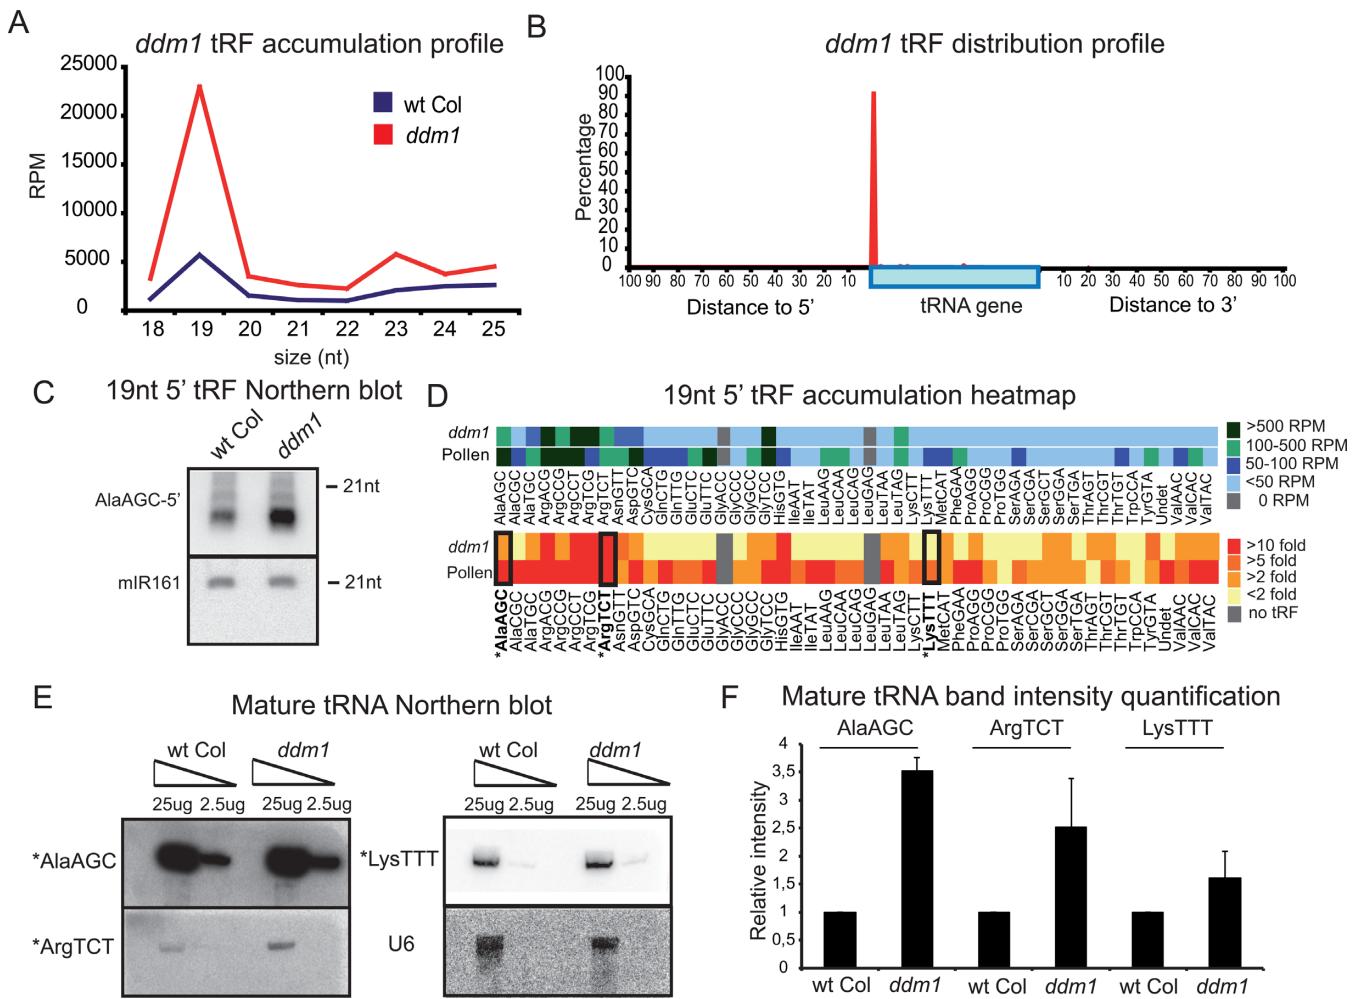 A
ddm1 tRF accumulation profile
25000
20000
15000
10000
5000
0
RPM
wt Col
ddm1
18 19 20 21 22 23 24 25
size (nt)
B
ddm1 tRF distribution profile
100
90
80
70
60
50
40
30
20
10
0
Percentage
100 90 80 70 60 50 40 30 20 10
10 20 30 40 50 60 70 80 90 100
Distance to 5'
tRNA gene
Distance to 3'
C
19nt 5' tRF Northern blot
wt Col
ddm1
AlaAGC-5'
21nt
mIR161
21nt
D
19nt 5' tRF accumulation heatmap
ddm1
Pollen
AlaAGC AlaCGC AlaTGC ArgACG ArgCCG ArgCCT ArgTCG ArgTCT AsnGTT AspGTC CysGCA GlnCTG GlnTTG GluCTC GluTTC GlyACC GlyCCC GlyTCC HisGTG IleAAT IleTAT LeuAAG LeuCAA LeuCAG LeuGAG LeuTAA LeuTAG LysCTT LysTTT MetCAT PheGAA ProAGG ProCGG ProTGG SerAGA SerCGA SerGCT SerGGA SerTGA ThrAGT ThrCGT ThrTGT TrpCCA TyrGTA Undet ValAAC ValCAC ValTAC
>500 RPM
100-500 RPM
50-100 RPM
<50 RPM
0 RPM
ddm1
Pollen
*AlaAGC AlaCGC AlaTGC ArgACG ArgCCG ArgCCT ArgTCG *ArgTCT AsnGTT AspGTC CysGCA GlnCTG GlnTTG GluCTC GluTTC GlyACC GlyCCC GlyTCC HisGTG IleAAT IleTAT LeuAAG LeuCAA LeuCAG LeuGAG LeuTAA LeuTAG LysCTT *LysTTT MetCAT PheGAA ProAGG ProCGG ProTGG SerAGA SerCGA SerGCT SerGGA SerTGA ThrAGT ThrCGT ThrTGT TrpCCA TyrGTA Undet ValAAC ValCAC ValTAC
>10 fold
>5 fold
>2 fold
<2 fold
no tRF
E
Mature tRNA Northern blot
wt Col
ddm1
25ug 2.5ug
25ug 2.5ug
*AlaAGC
*ArgTCT
wt Col
ddm1
25ug 2.5ug
25ug 2.5ug
*LysTTT
U6
F
Mature tRNA band intensity quantification
AlaAGC
ArgTCT
LysTTT
4
3,5
3
2,5
2
1,5
1
0,5
0
Relative intensity
wt Col ddm1 wt Col ddm1 wt Col ddm1